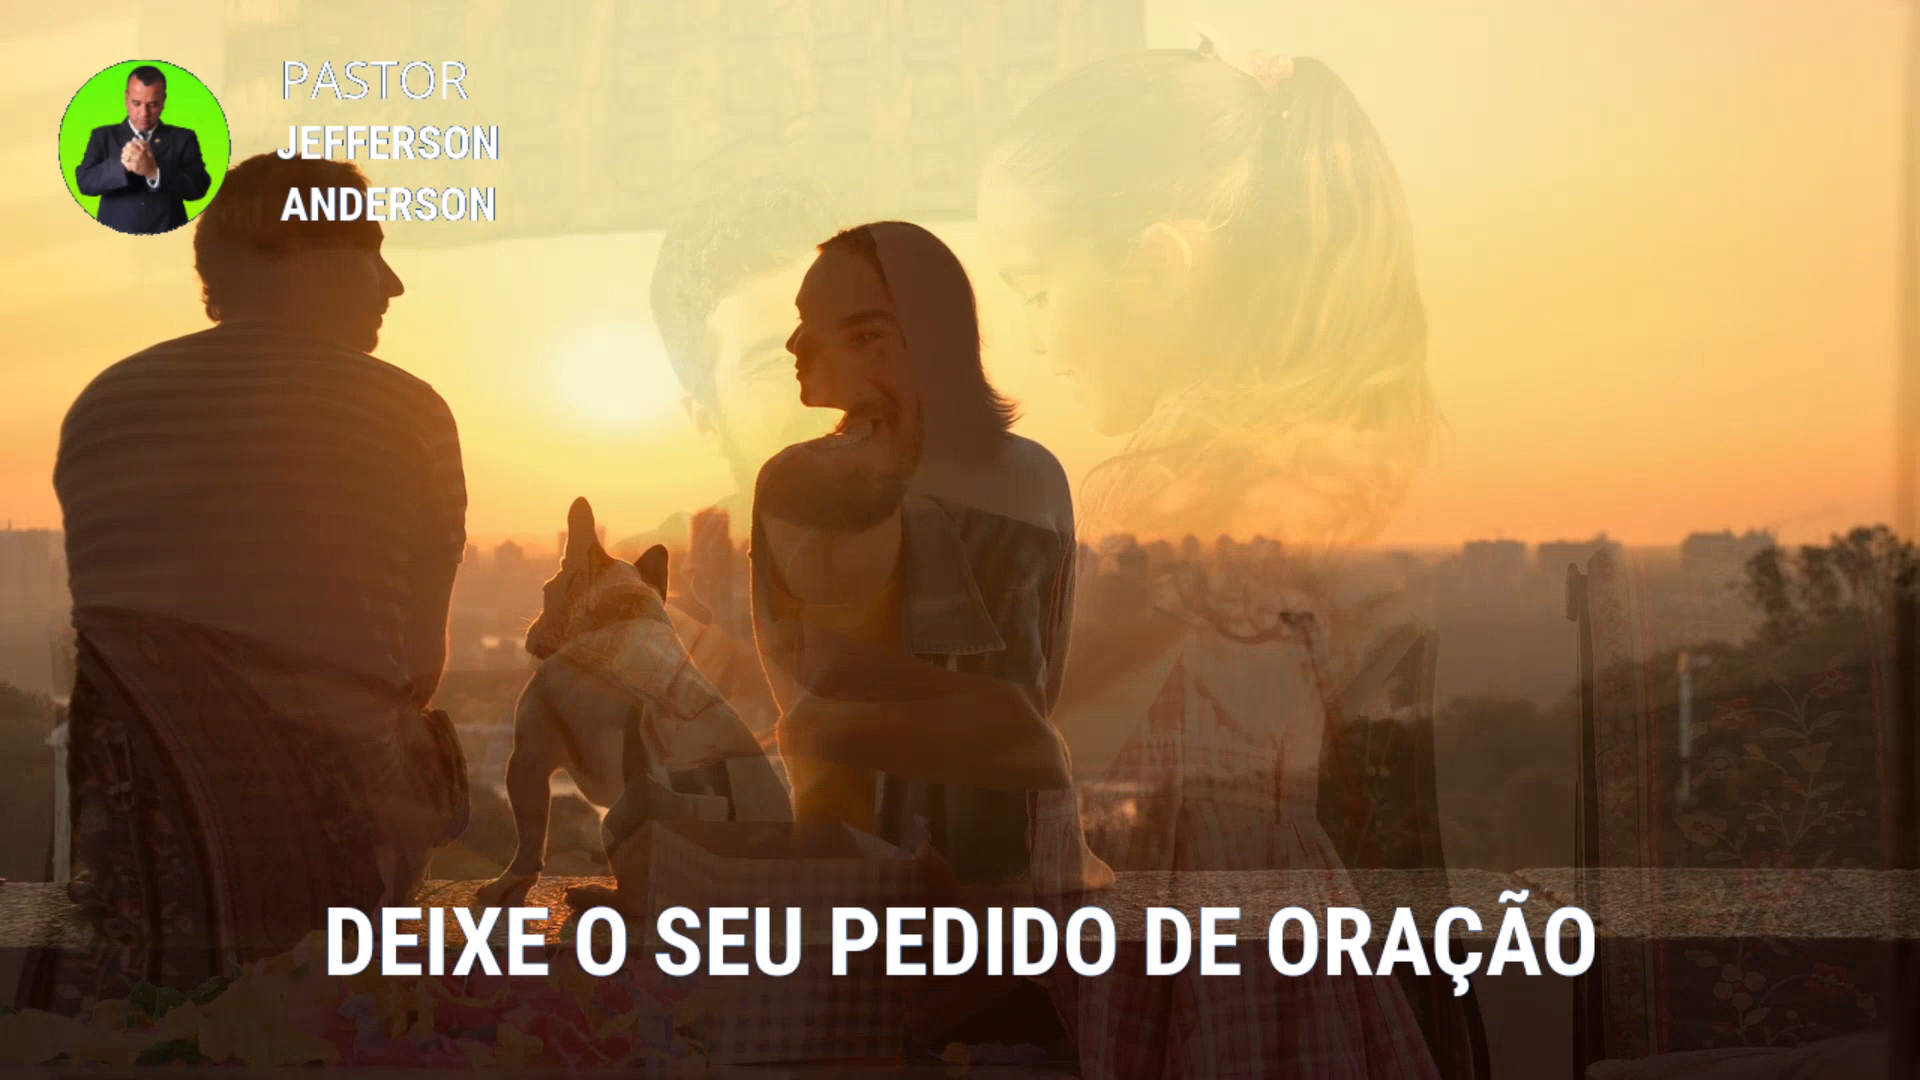 PASTOR
JEFFERSON
ANDERSON
DEIXE O SEU PEDIDO DE ORAÇÃO